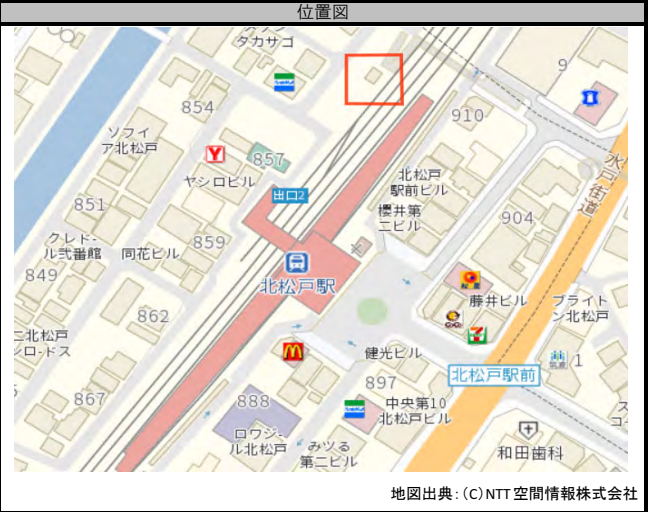 位置図
タカサゴ
9
854
910
ソフィ
ア北松戸
Y
857
ヤシロビル
北松戸
駅前ビル
水戸街道
出口2
851
櫻井第
二ビル
904
クレドー
ル弐番館
同花ビル
859
849
北松戸駅
藤井ビル
ブライト
ン北松戸
862
二北松戸
健光ビル
1
北松戸駅前
867
888
897
中央第10
北松戸ビル
ロワジー
ル北松戸
みつる
第二ビル
和田歯科
地図出典:(C)NTT空間情報株式会社